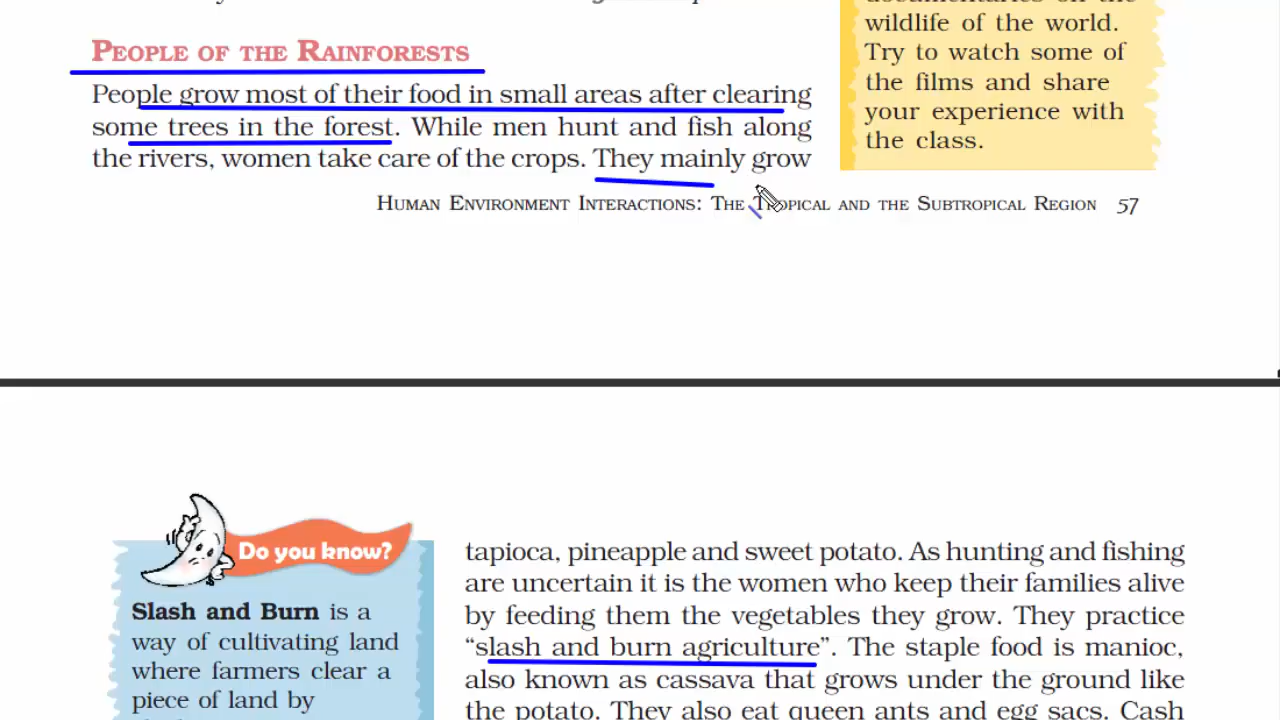 documentaries on the
wildlife of the world.
Try to watch some of
the films and share
your experience with
the class.
PEOPLE OF THE RAINFORESTS
People grow most of their food in small areas after clearing
some trees in the forest. While men hunt and fish along
the rivers, women take care of the crops. They mainly grow
HUMAN ENVIRONMENT INTERACTIONS: THE TROPICAL AND THE SUBTROPICAL REGION 57
Do you know?
Slash and Burn is a
way of cultivating land
where farmers clear a
piece of land by
tapioca, pineapple and sweet potato. As hunting and fishing
are uncertain it is the women who keep their families alive
by feeding them the vegetables they grow. They practice
“slash and burn agriculture”. The staple food is manioc,
also known as cassava that grows under the ground like
the potato. They also eat queen ants and egg sacs. Cash